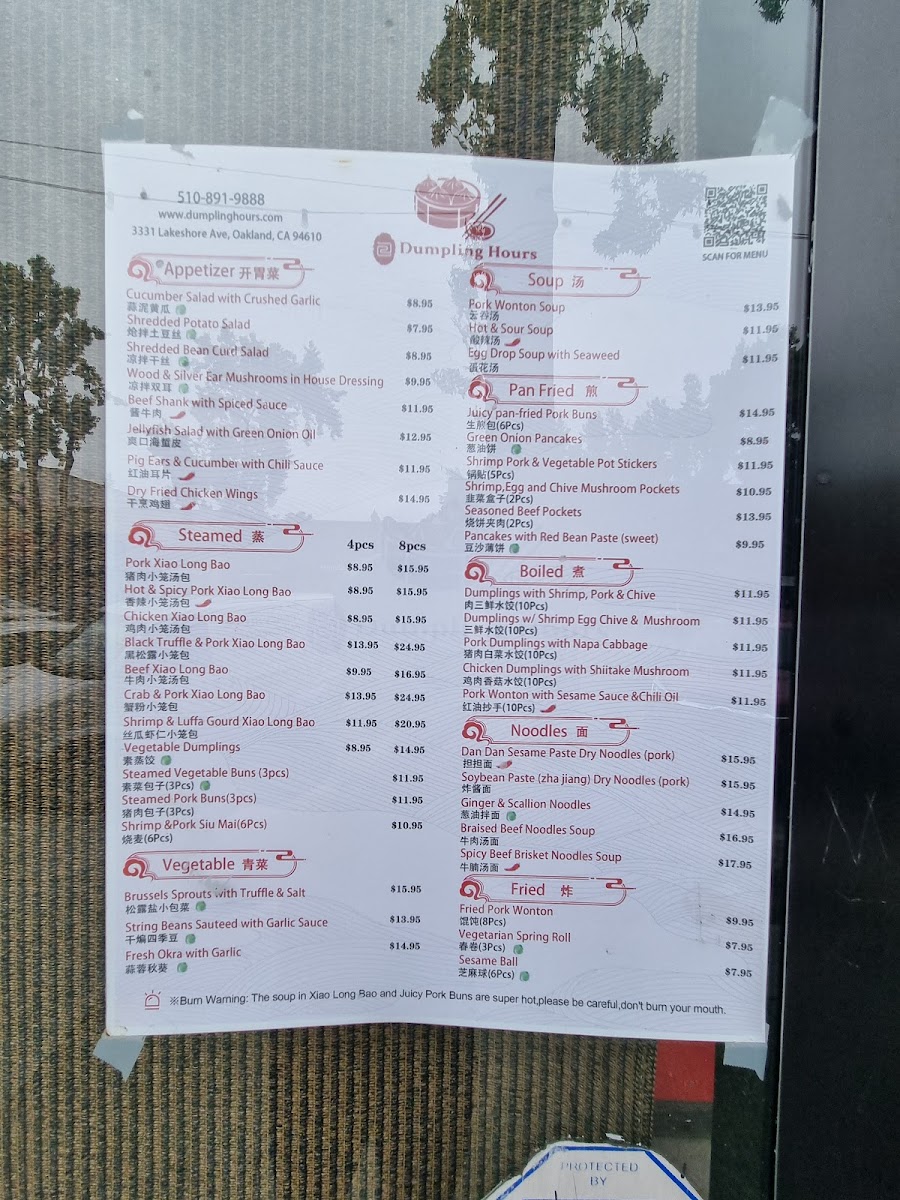 510-891-9888
www.dumplinghours.com
3331 Lakeshore Ave, Oakland, CA 94610
Dumpling Hours
SCAN FOR MENU
Appetizer 开胃菜
Cucumber Salad with Crushed Garlic $8.95
蒜泥黄瓜
Shredded Potato Salad $7.95
炝拌土豆丝
Shredded Bean Curd Salad $8.95
凉拌干丝
Wood & Silver Ear Mushrooms in House Dressing $9.95
凉拌双耳
Beef Shank with Spiced Sauce $11.95
酱牛肉
Jellyfish Salad with Green Onion Oil $12.95
爽口海蜇皮
Pig Ears & Cucumber with Chili Sauce $11.95
红油耳片
Dry Fried Chicken Wings $14.95
干烹鸡翅
Steamed 蒸 4pcs 8pcs
Pork Xiao Long Bao $8.95 $15.95
猪肉小笼汤包
Hot & Spicy Pork Xiao Long Bao $8.95 $15.95
香辣小笼汤包
Chicken Xiao Long Bao $8.95 $15.95
鸡肉小笼汤包
Black Truffle & Pork Xiao Long Bao $13.95 $24.95
黑松露小笼包
Beef Xiao Long Bao $9.95 $16.95
牛肉小笼汤包
Crab & Pork Xiao Long Bao $13.95 $24.95
蟹粉小笼包
Shrimp & Luffa Gourd Xiao Long Bao $11.95 $20.95
丝瓜虾仁小笼包
Vegetable Dumplings $8.95 $14.95
素蒸饺
Steamed Vegetable Buns (3pcs) $11.95
素菜包子(3Pcs)
Steamed Pork Buns(3pcs) $11.95
猪肉包子(3Pcs)
Shrimp &Pork Siu Mai(6Pcs) $10.95
烧麦(6Pcs)
Vegetable 青菜
Brussels Sprouts with Truffle & Salt $15.95
松露盐小包菜
String Beans Sauteed with Garlic Sauce $13.95
干煸四季豆
Fresh Okra with Garlic $14.95
蒜蓉秋葵
Soup 汤
Pork Wonton Soup $13.95
云吞汤
Hot & Sour Soup $11.95
酸辣汤
Egg Drop Soup with Seaweed $11.95
蛋花汤
Pan Fried 煎
Juicy pan-fried Pork Buns $14.95
生煎包(6Pcs)
Green Onion Pancakes $8.95
葱油饼
Shrimp Pork & Vegetable Pot Stickers $11.95
锅贴(5Pcs)
Shrimp,Egg and Chive Mushroom Pockets $10.95
韭菜盒子(2Pcs)
Seasoned Beef Pockets $13.95
烧饼夹肉(2Pcs)
Pancakes with Red Bean Paste (sweet) $9.95
豆沙薄饼
Boiled 煮
Dumplings with Shrimp, Pork & Chive $11.95
肉三鲜水饺(10Pcs)
Dumplings w/ Shrimp Egg Chive & Mushroom $11.95
三鲜水饺(10Pcs)
Pork Dumplings with Napa Cabbage $11.95
猪肉白菜水饺(10Pcs)
Chicken Dumplings with Shiitake Mushroom $11.95
鸡肉香菇水饺(10Pcs)
Pork Wonton with Sesame Sauce &Chili Oil $11.95
红油抄手(10Pcs)
Noodles 面
Dan Dan Sesame Paste Dry Noodles (pork) $15.95
担担面
Soybean Paste (zha jiang) Dry Noodles (pork) $15.95
炸酱面
Ginger & Scallion Noodles $14.95
葱油拌面
Braised Beef Noodles Soup $16.95
牛肉汤面
Spicy Beef Brisket Noodles Soup $17.95
牛腩汤面
Fried 炸
Fried Pork Wonton $9.95
馄饨(8Pcs)
Vegetarian Spring Roll $7.95
春卷(3Pcs)
Sesame Ball $7.95
芝麻球(6Pcs)
※Burn Warning: The soup in Xiao Long Bao and Juicy Pork Buns are super hot,please be careful,don't burn your mouth.
PROTECTED
BY